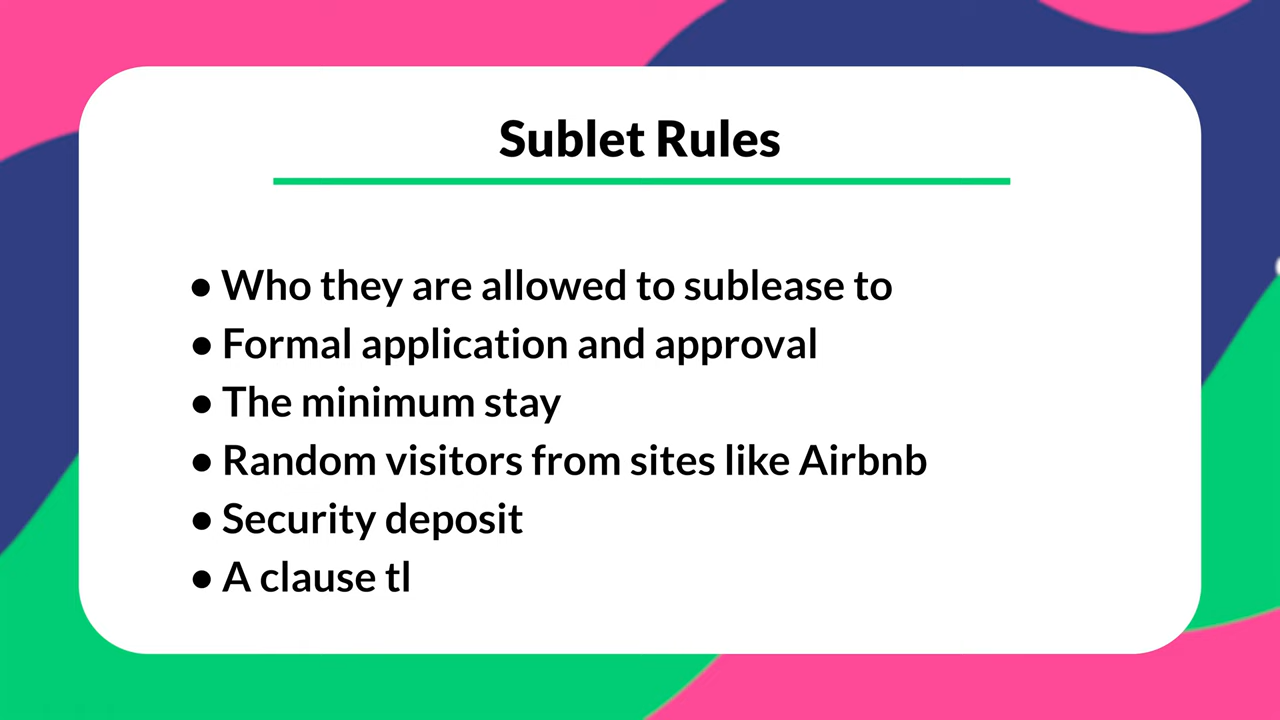 Sublet Rules
• Who they are allowed to sublease to
• Formal application and approval
• The minimum stay
• Random visitors from sites like Airbnb
• Security deposit
• A clause